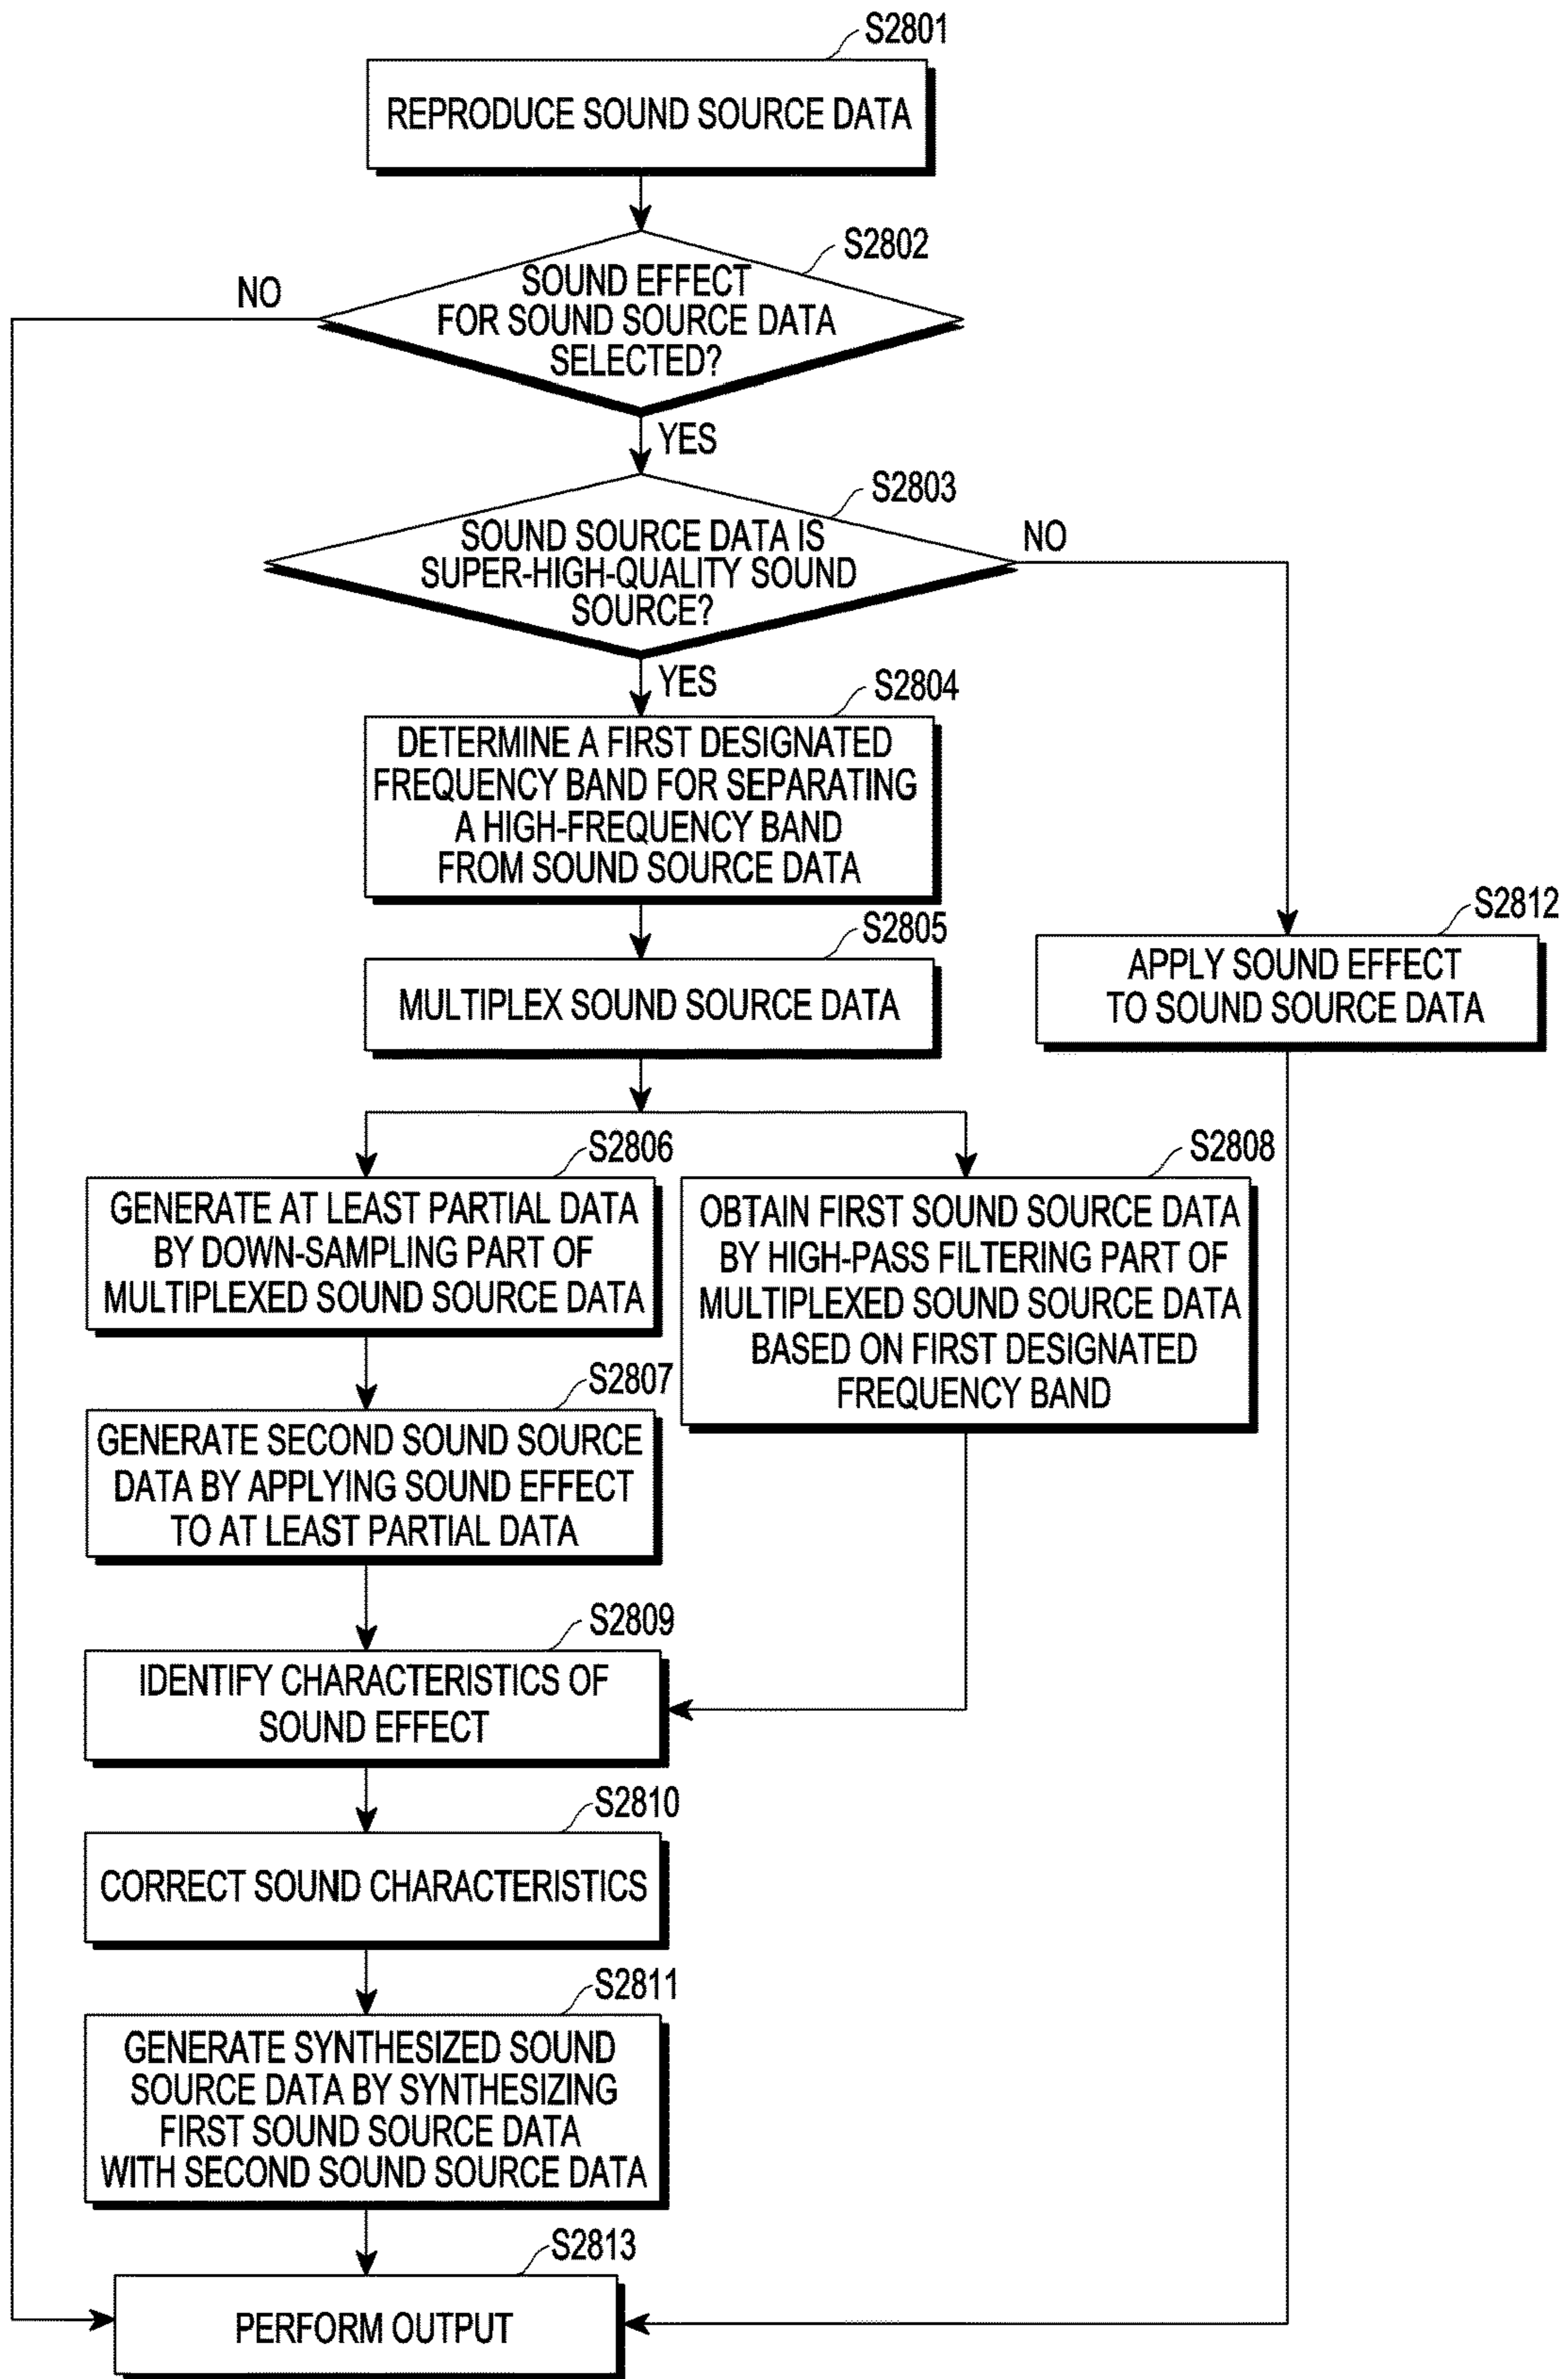 S2801
REPRODUCE SOUND SOURCE DATA
S2802
SOUND EFFECT
FOR SOUND SOURCE DATA
SELECTED?
NO
YES
S2803
SOUND SOURCE DATA IS
SUPER-HIGH-QUALITY SOUND
SOURCE?
NO
YES
S2804
DETERMINE A FIRST DESIGNATED
FREQUENCY BAND FOR SEPARATING
A HIGH-FREQUENCY BAND
FROM SOUND SOURCE DATA
S2805
MULTIPLEX SOUND SOURCE DATA
S2812
APPLY SOUND EFFECT
TO SOUND SOURCE DATA
S2806
GENERATE AT LEAST PARTIAL DATA
BY DOWN-SAMPLING PART OF
MULTIPLEXED SOUND SOURCE DATA
S2808
OBTAIN FIRST SOUND SOURCE DATA
BY HIGH-PASS FILTERING PART OF
MULTIPLEXED SOUND SOURCE DATA
BASED ON FIRST DESIGNATED
FREQUENCY BAND
S2807
GENERATE SECOND SOUND SOURCE
DATA BY APPLYING SOUND EFFECT
TO AT LEAST PARTIAL DATA
S2809
IDENTIFY CHARACTERISTICS OF
SOUND EFFECT
S2810
CORRECT SOUND CHARACTERISTICS
S2811
GENERATE SYNTHESIZED SOUND
SOURCE DATA BY SYNTHESIZING
FIRST SOUND SOURCE DATA
WITH SECOND SOUND SOURCE DATA
S2813
PERFORM OUTPUT